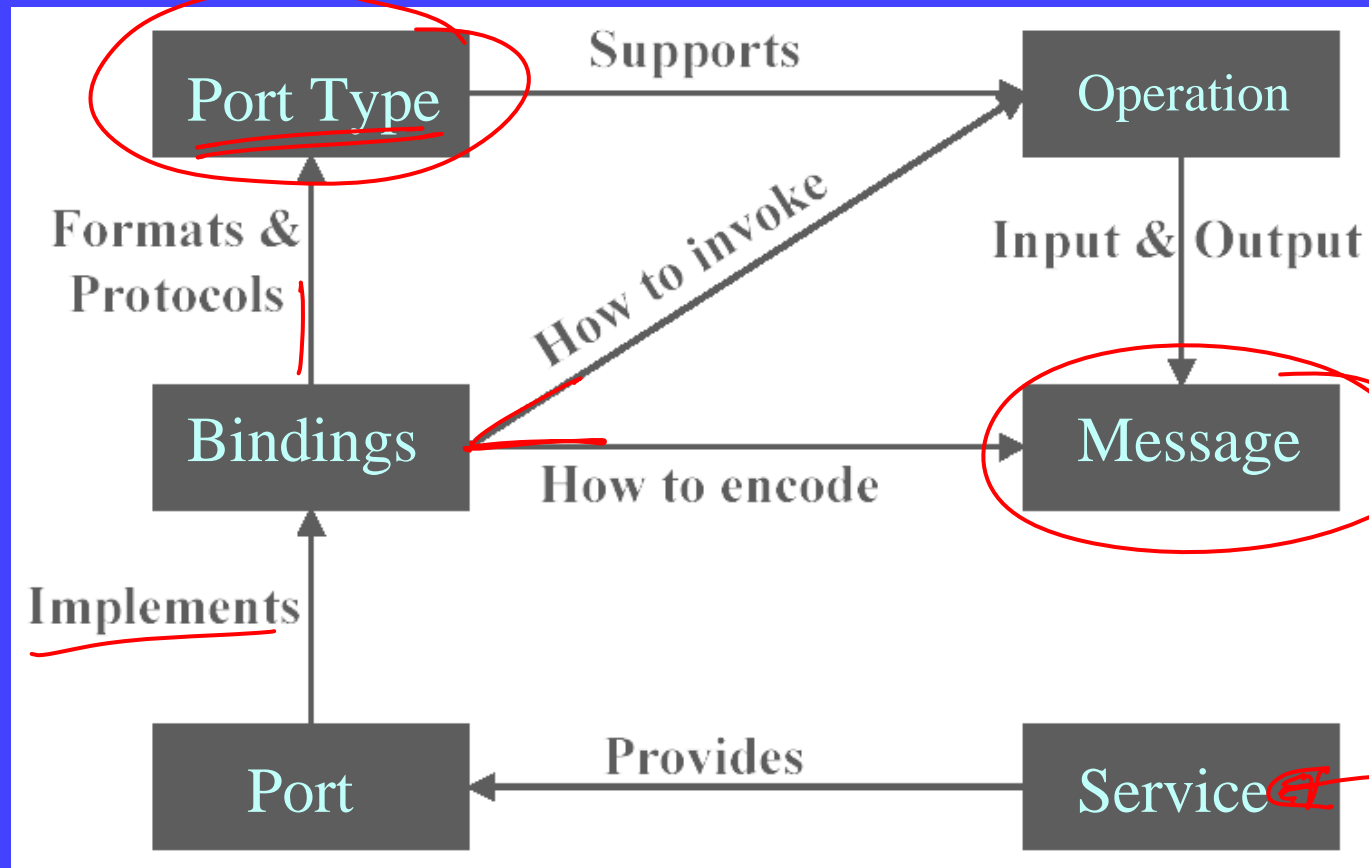 Supports
Port Type
Operation
How to invoke
Formats &
Protocols
Input & Output
Bindings
Message
How to encode
Implements
Provides
Port
Service